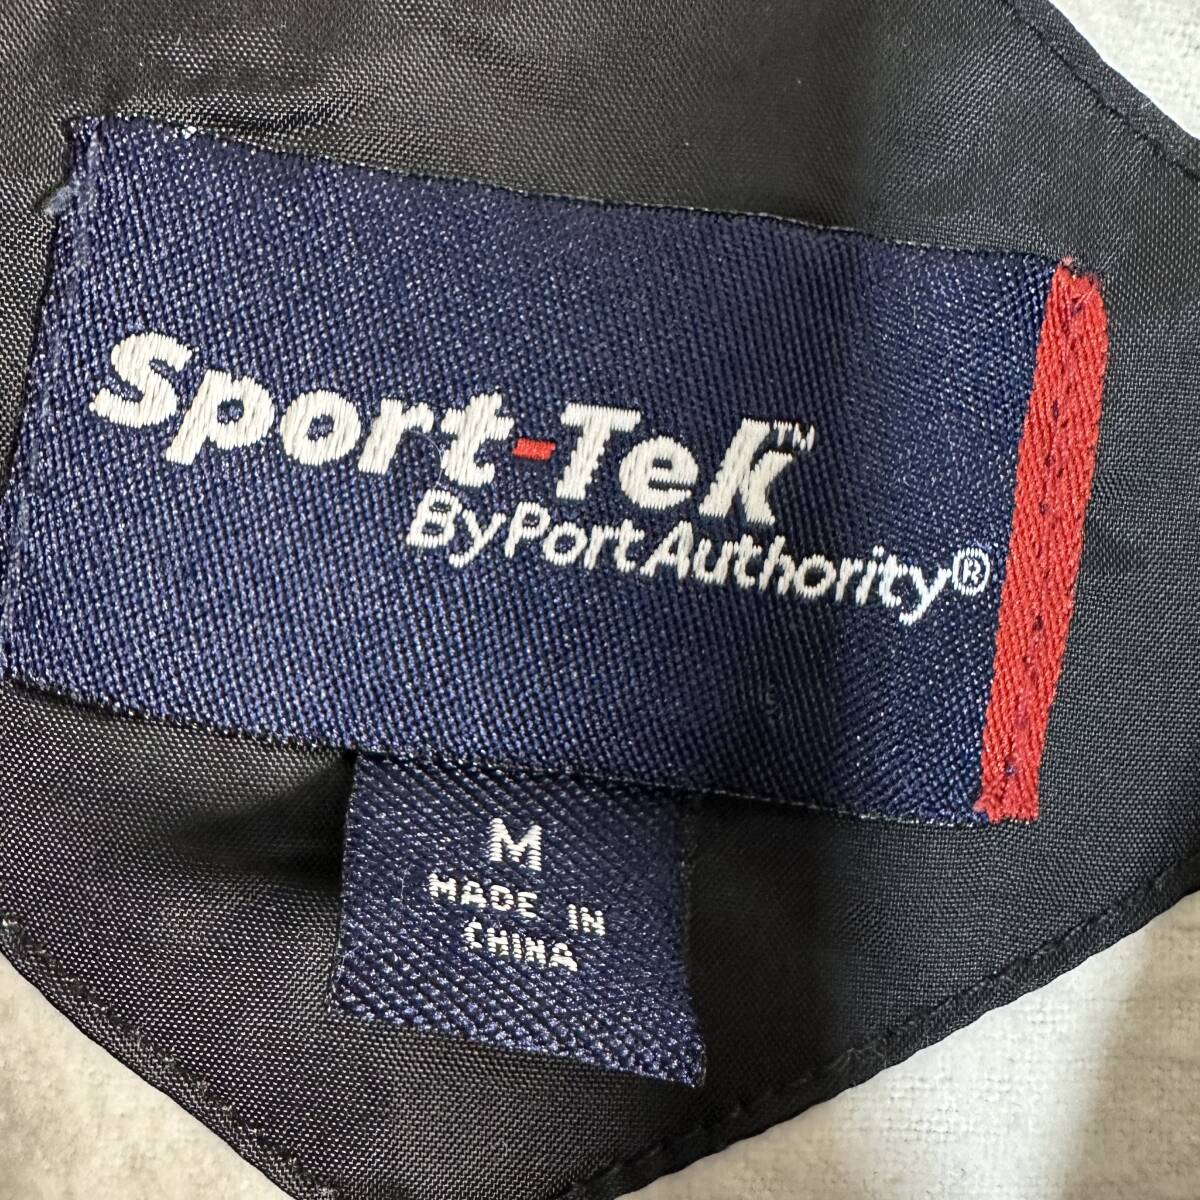 Sport-Tek™
By Port Authority®
M
MADE IN
CHINA